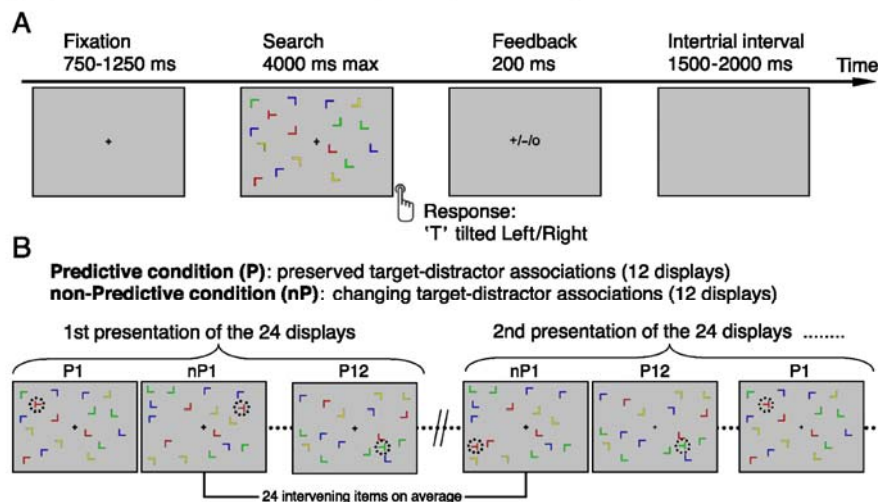 A
Fixation
750-1250 ms
Search
4000 ms max
Feedback
200 ms
Intertrial interval
1500-2000 ms
Time
+
+
+/-/o
Response:
'T' tilted Left/Right
B
Predictive condition (P): preserved target-distractor associations (12 displays)
non-Predictive condition (nP): changing target-distractor associations (12 displays)
1st presentation of the 24 displays
2nd presentation of the 24 displays ........
P1
nP1
P12
nP1
P12
P1
24 intervening items on average